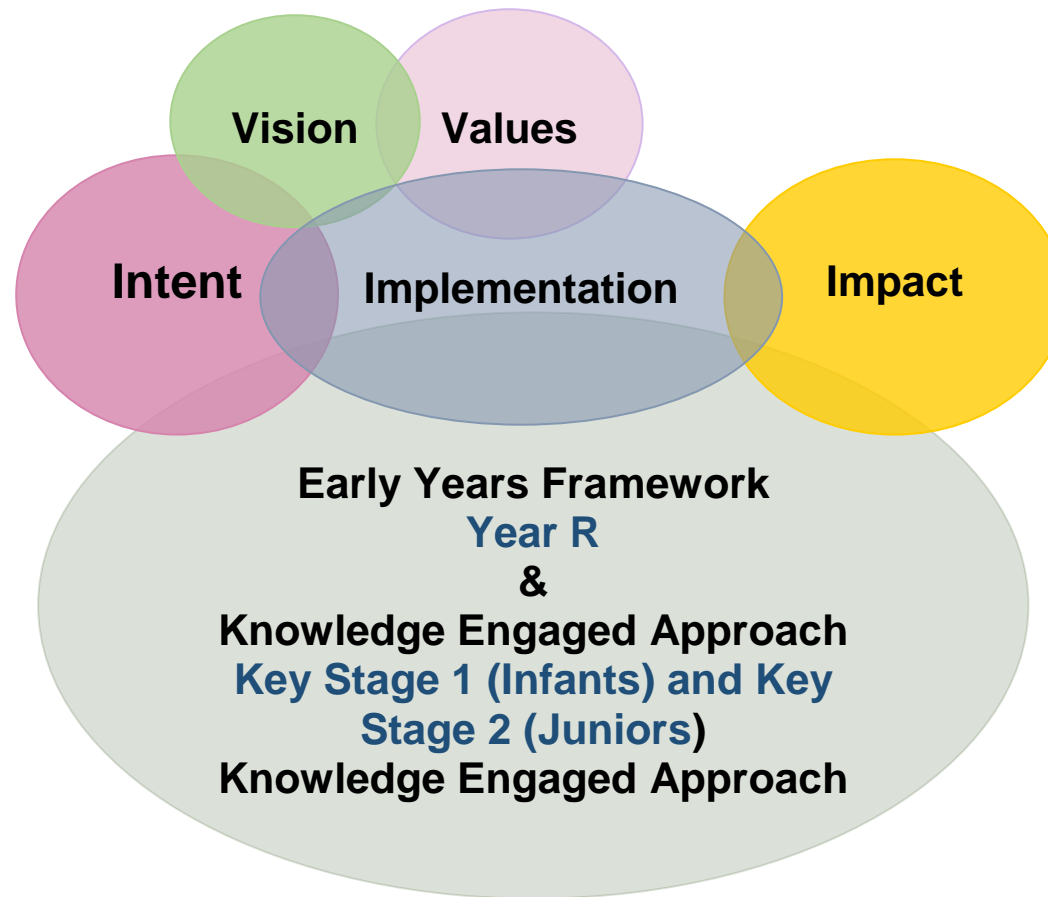 Vision
Values
Intent
Implementation
Impact
Early Years Framework
Year R
&
Knowledge Engaged Approach
Key Stage 1 (Infants) and Key
Stage 2 (Juniors)
Knowledge Engaged Approach